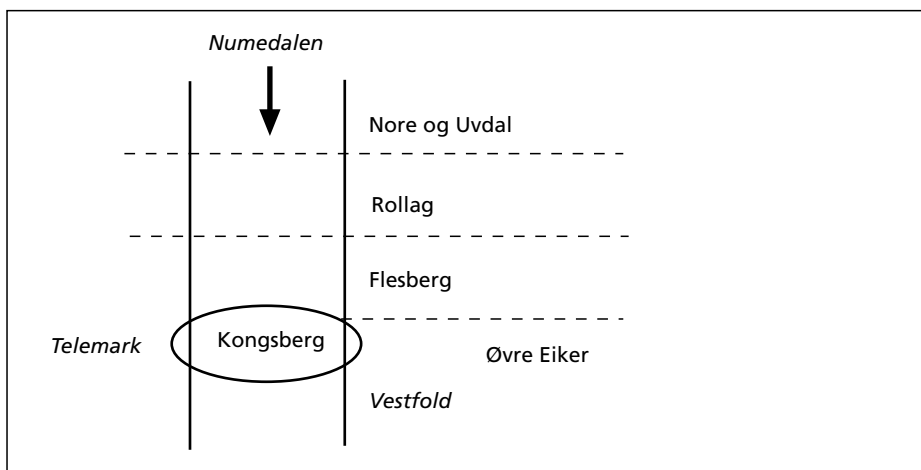 Numedalen
Nore og Uvdal
Rollag
Flesberg
Telemark
Kongsberg
Øvre Eiker
Vestfold